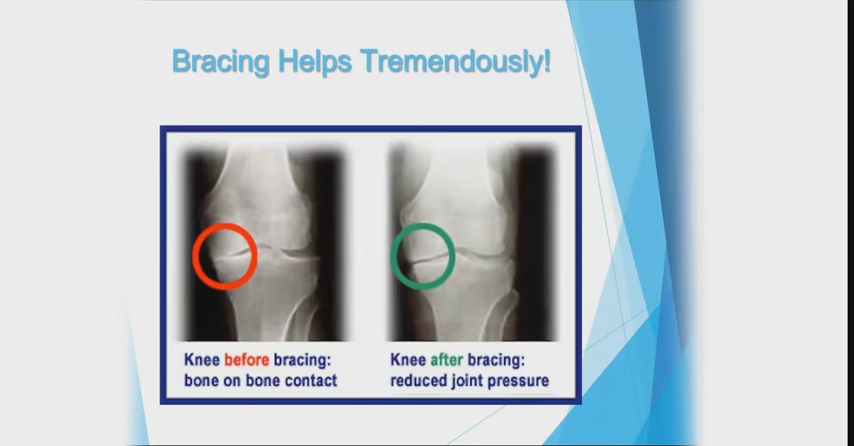 Bracing Helps Tremendously!
Knee before bracing:
bone on bone contact
Knee after bracing:
reduced joint pressure